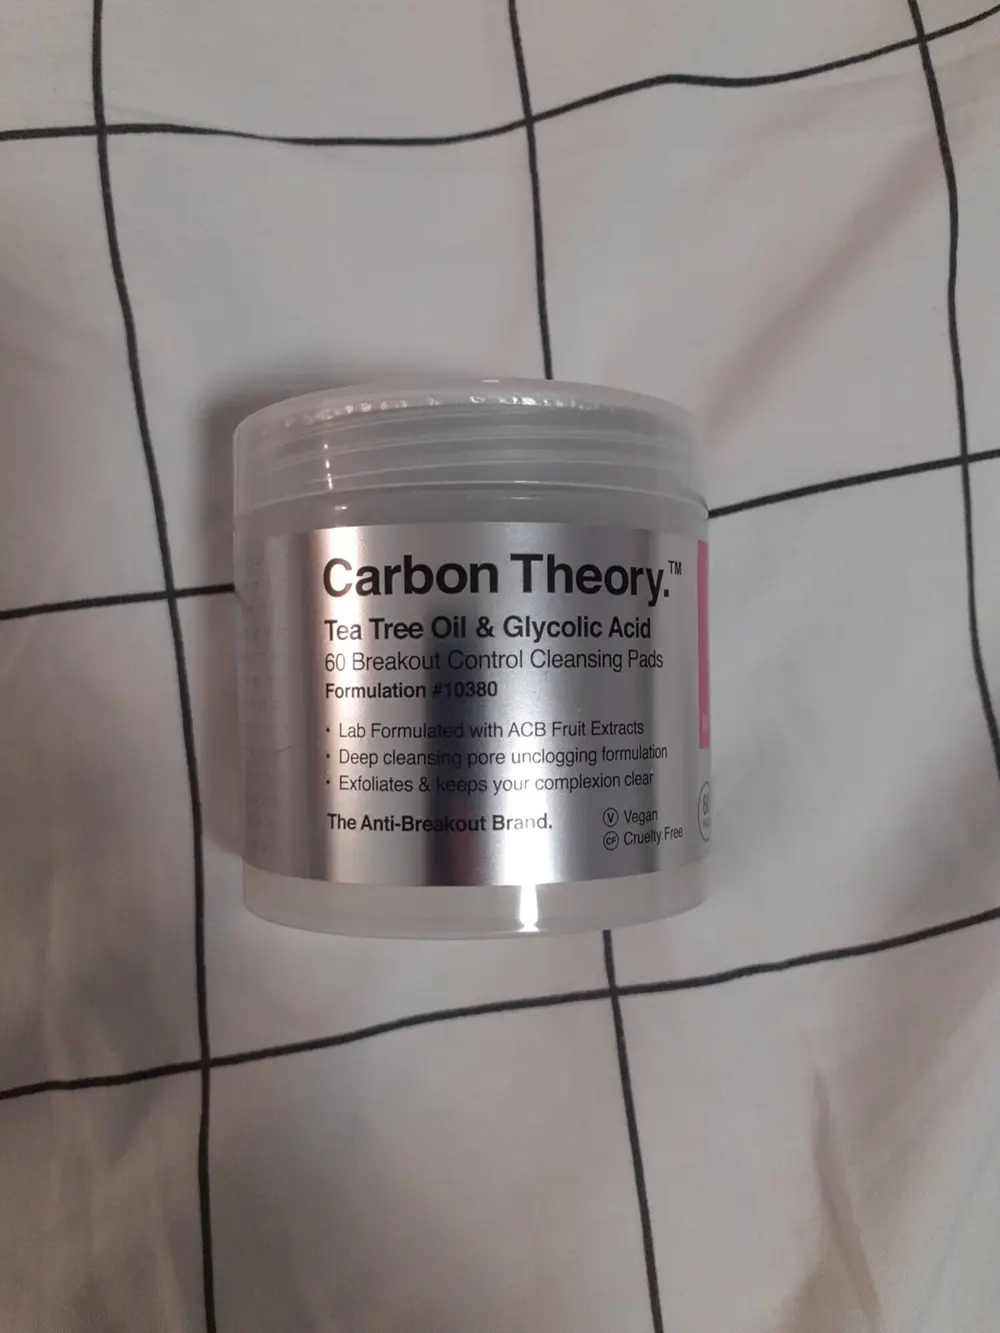 Carbon Theory.™
Tea Tree Oil & Glycolic Acid
60 Breakout Control Cleansing Pads
Formulation #10380
• Lab Formulated with ACB Fruit Extracts
• Deep cleansing pore unclogging formulation
• Exfoliates & keeps your complexion clear
The Anti-Breakout Brand.
V Vegan
CF Cruelty Free